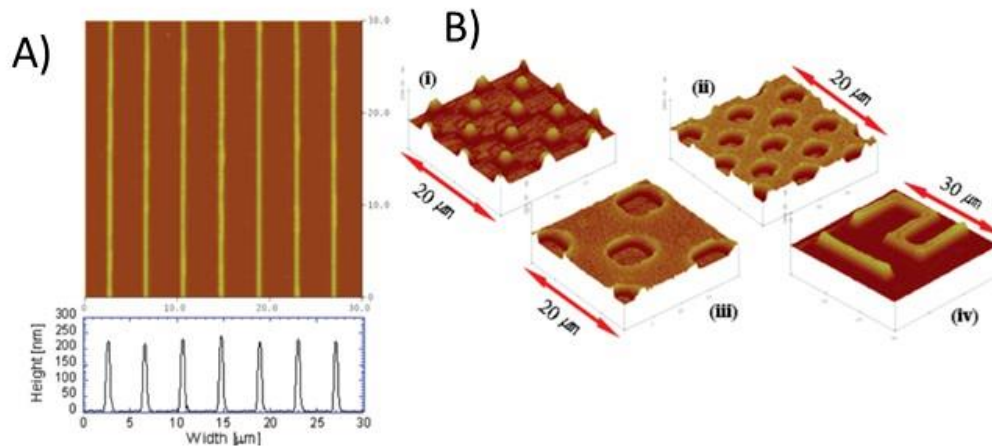 A)
30.0
20.0
10.0
0
0
10.0
20.0
30.0
300
250
200
150
100
50
0
Height [nm]
0 5 10 15 20 25 30
Width [μm]
B)
(i)
20 μm
(ii)
20 μm
(iii)
20 μm
(iv)
30 μm